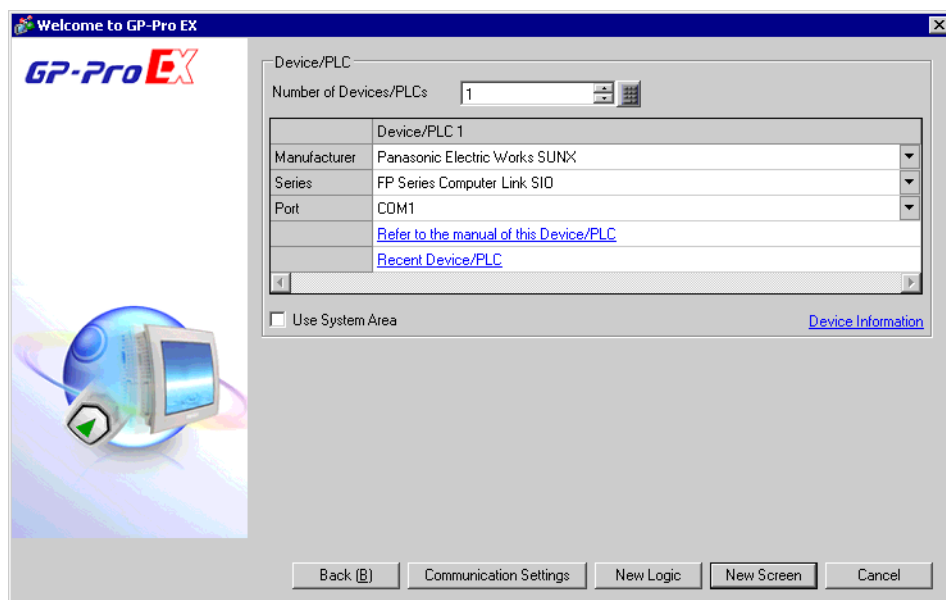 Welcome to GP-Pro EX
GP-Pro EX
Device/PLC
Number of Devices/PLCs 1
Device/PLC 1
Manufacturer Panasonic Electric Works SUNX
Series FP Series Computer Link SIO
Port COM1
Refer to the manual of this Device/PLC
Recent Device/PLC
Use System Area Device Information
Back (B) Communication Settings New Logic New Screen Cancel